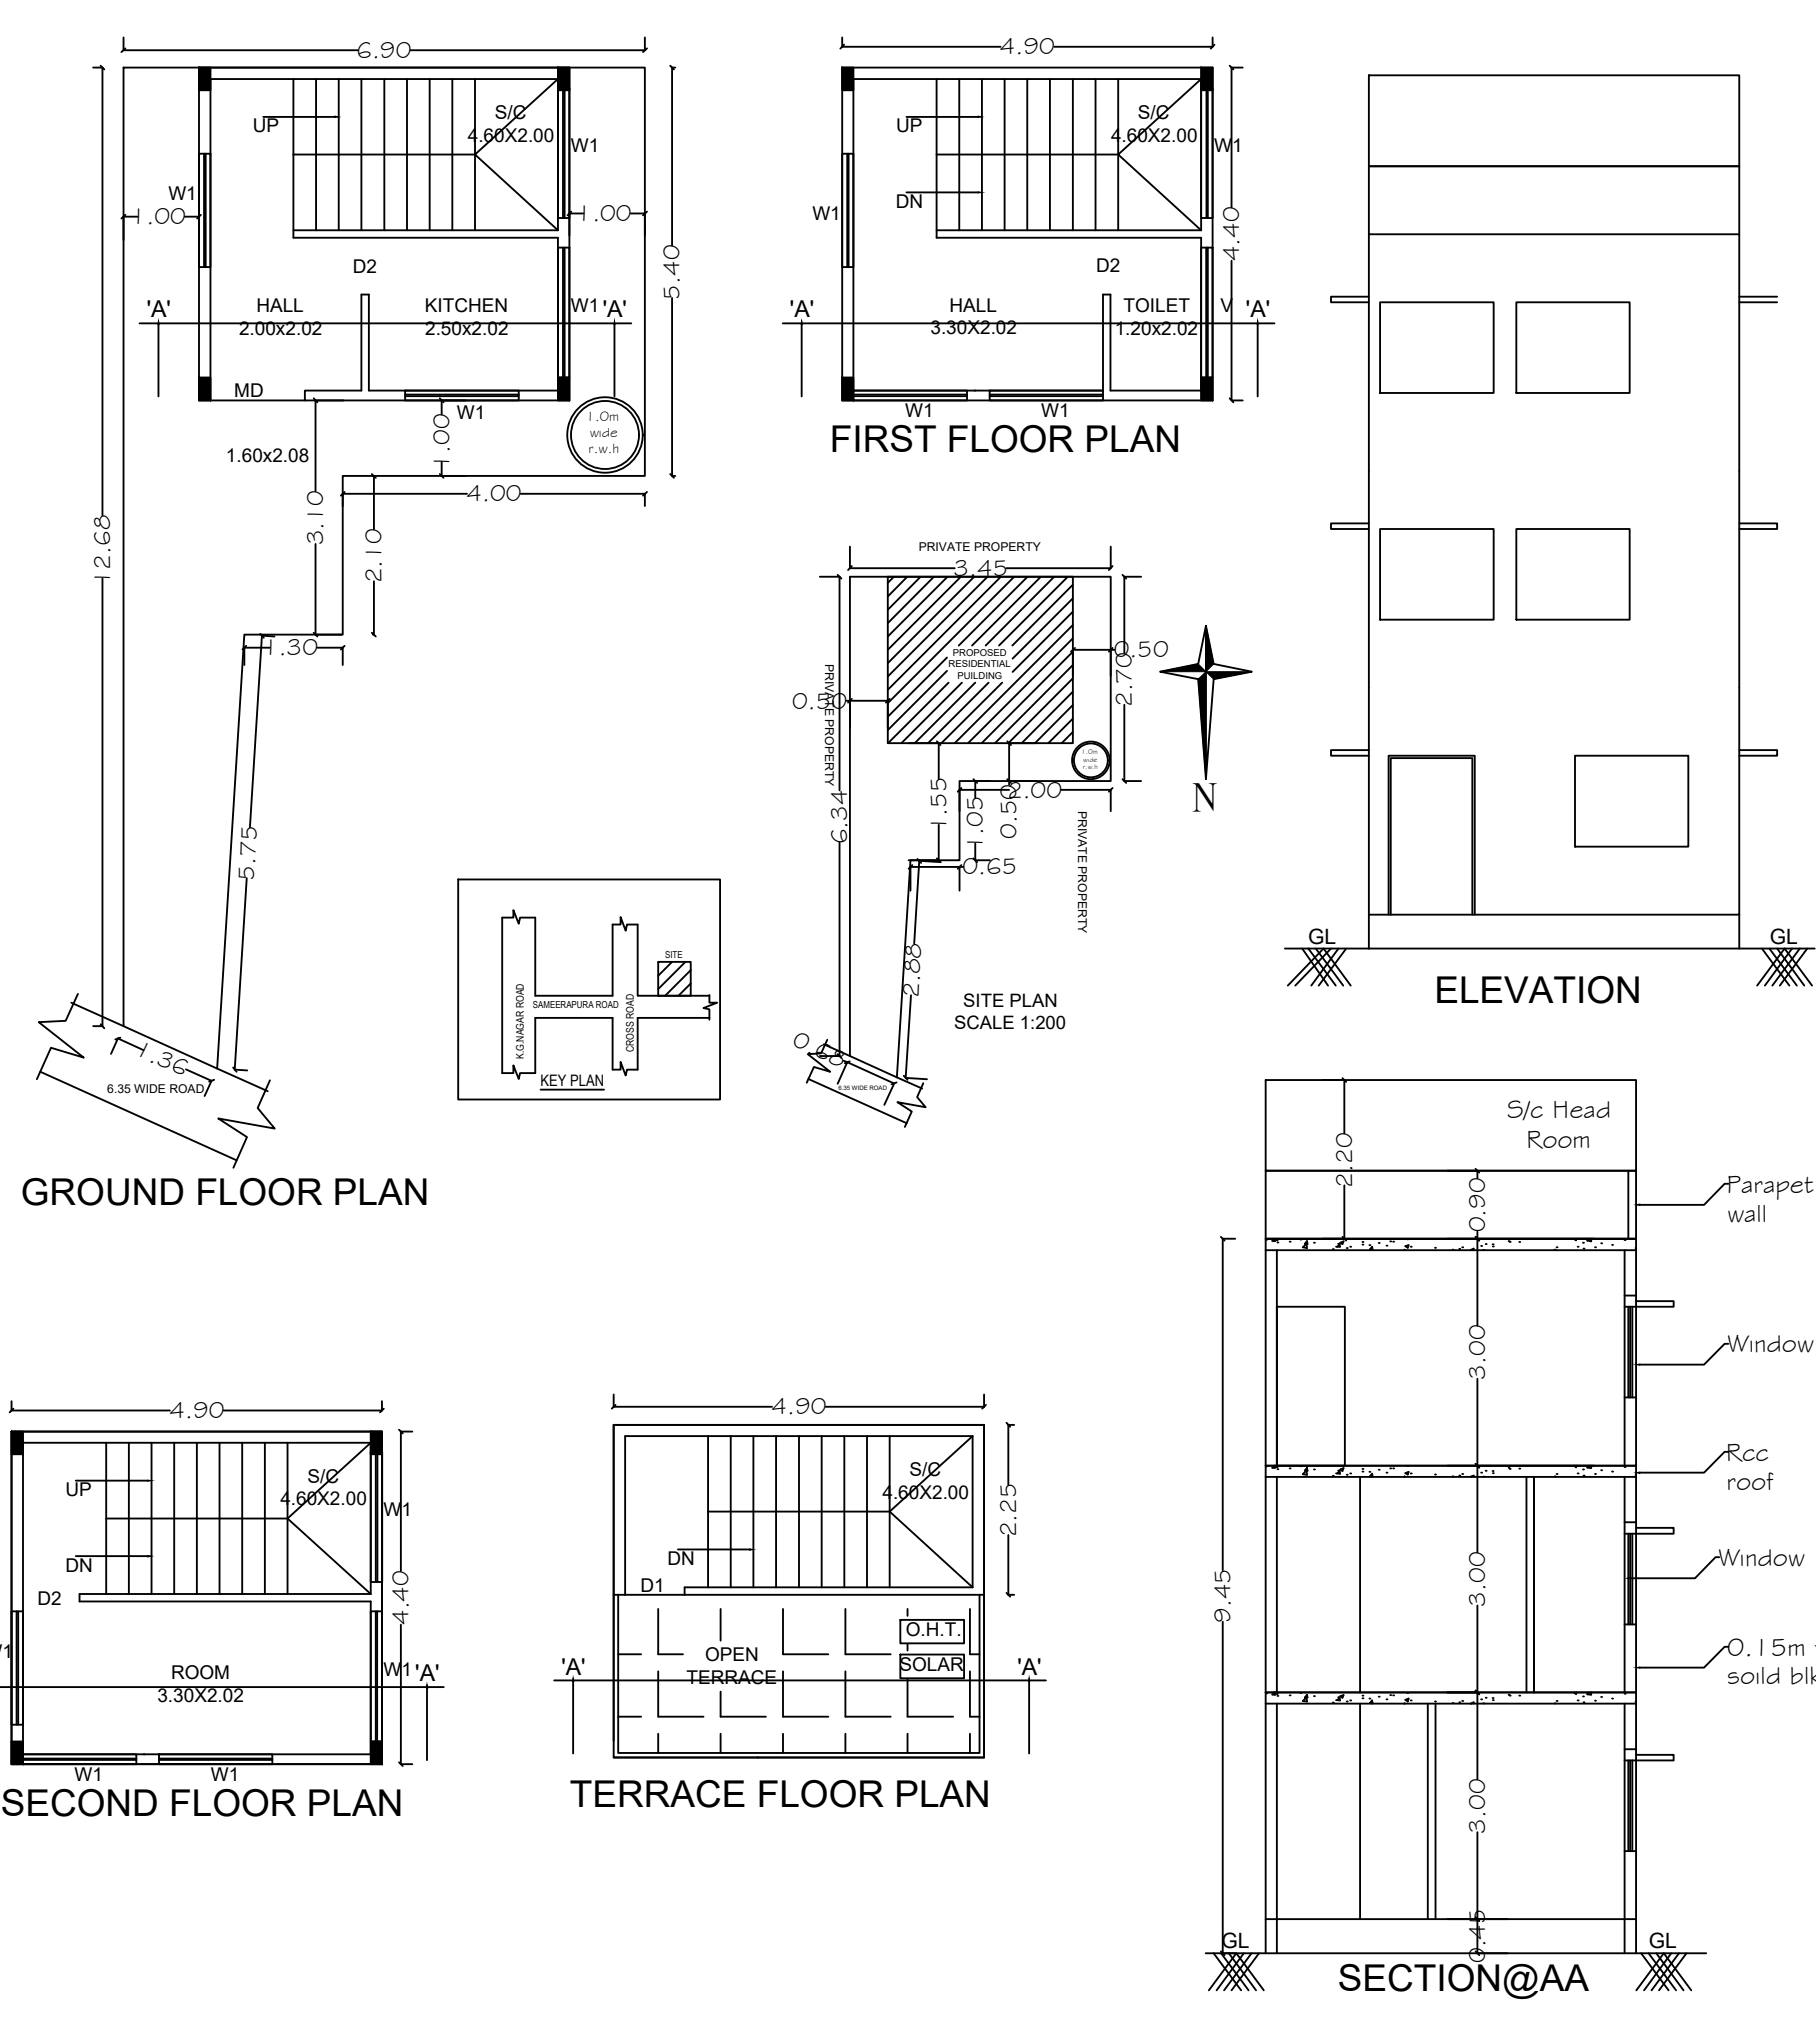 6.90
UP
S/C
4.60X2.00
W1
W1
1.00
1.00
D2
5.40
12.68
'A'
HALL
2.00x2.02
KITCHEN
2.50x2.02
W1
'A'
MD
W1
1.0m
wide
r.w.h
1.60x2.08
1.00
3.10
4.00
2.10
1.30
5.75
1.36
6.35 WIDE ROAD
GROUND FLOOR PLAN
4.90
UP
S/C
4.60X2.00
W1
DN
W1
4.40
D2
'A'
HALL
3.30X2.02
TOILET
1.20x2.02
V
'A'
W1
W1
FIRST FLOOR PLAN
PRIVATE PROPERTY
3.45
PROPOSED
RESIDENTIAL
PUILDING
0.50
2.70
0.50
PRIVATE PROPERTY
1.0m
wide
r.w.h
6.34
1.55
1.05
0.50
2.00
PRIVATE PROPERTY
0.65
2.88
0.68
6.35 WIDE ROAD
N
SITE PLAN
SCALE 1:200
SITE
K.G.NAGAR ROAD
SAMEERAPURA ROAD
CROSS ROAD
KEY PLAN
GL
GL
ELEVATION
S/c Head
Room
2.20
0.90
Parapet
wall
3.00
Window
Rcc
roof
9.45
3.00
Window
0.15m
soild
3.00
0.45
GL
GL
SECTION@AA
4.90
UP
S/C
4.60X2.00
W1
DN
D2
4.40
ROOM
3.30X2.02
W1
'A'
W1
W1
SECOND FLOOR PLAN
4.90
S/C
4.60X2.00
2.25
DN
D1
O.H.T.
OPEN
TERRACE
SOLAR
'A'
'A'
TERRACE FLOOR PLAN